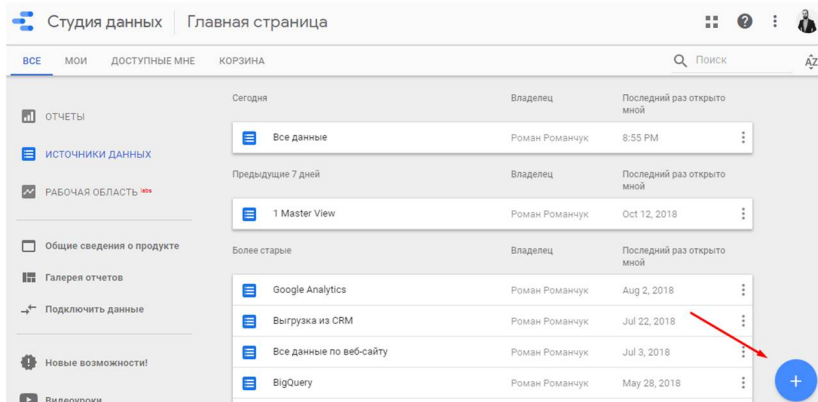 Студия данных Главная страница
ВСЕ МОИ ДОСТУПНЫЕ МНЕ КОРЗИНА Поиск AZ
ОТЧЕТЫ
ИСТОЧНИКИ ДАННЫХ
РАБОЧАЯ ОБЛАСТЬ labs
Общие сведения о продукте
Галерея отчетов
Подключить данные
Новые возможности!
Видеоуроки
Сегодня Владелец Последний раз открыто
мной
Все данные Роман Романчук 8:55 PM
Предыдущие 7 дней Владелец Последний раз открыто
мной
1 Master View Роман Романчук Oct 12, 2018
Более старые Владелец Последний раз открыто
мной
Google Analytics Роман Романчук Aug 2, 2018
Выгрузка из CRM Роман Романчук Jul 22, 2018
Все данные по веб-сайту Роман Романчук Jul 3, 2018
BigQuery Роман Романчук May 28, 2018